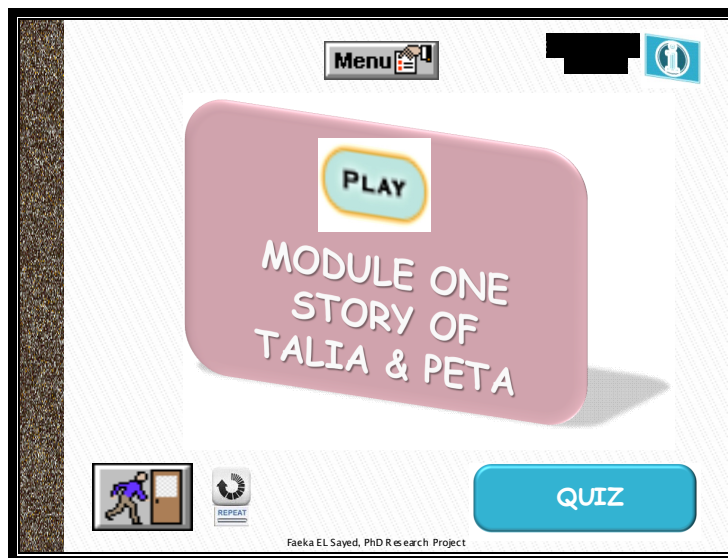 Menu
PLAY
MODULE ONE
STORY OF
TALIA & PETA
REPEAT
QUIZ
Faeka EL Sayed, PhD Research Project